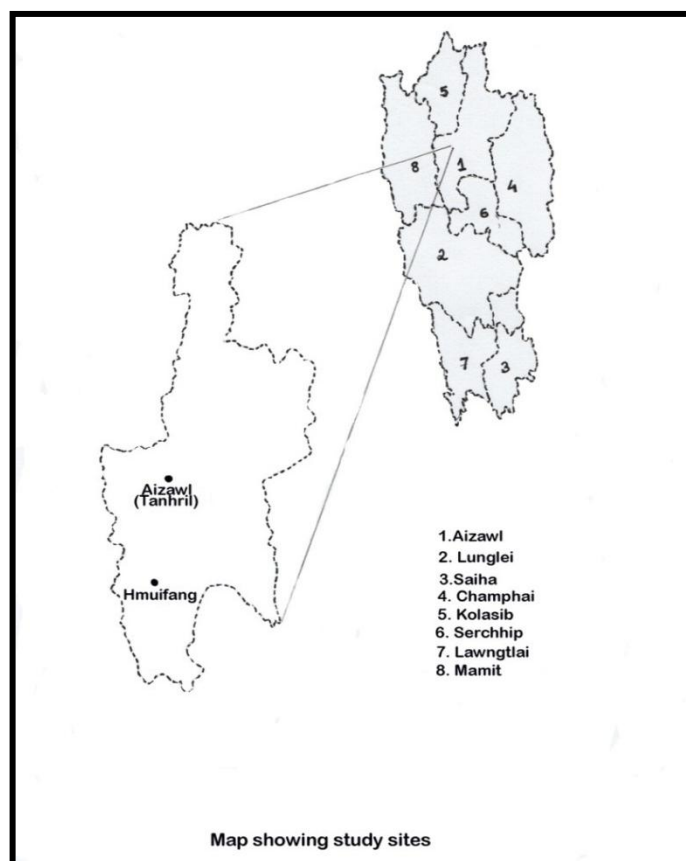 5
8
1
4
6
2
7
3
Aizawl
(Tanhril)
Hmuifang
1.Aizawl
2. Lunglei
3.Saiha
4. Champhai
5. Kolasib
6. Serchhip
7. Lawngtlai
8. Mamit
Map showing study sites